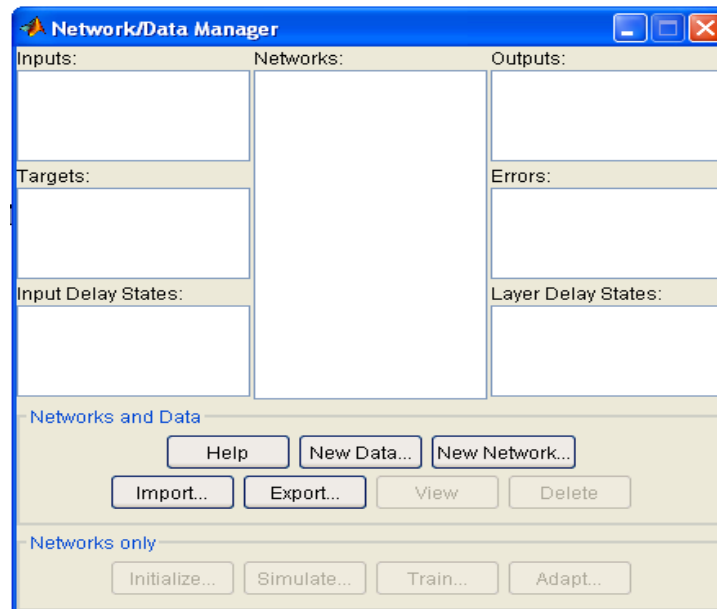 Network/Data Manager
Inputs: Networks: Outputs:
Targets: Errors:
Input Delay States: Layer Delay States:
Networks and Data
Help New Data... New Network...
Import... Export... View Delete
Networks only
Initialize... Simulate... Train... Adapt...